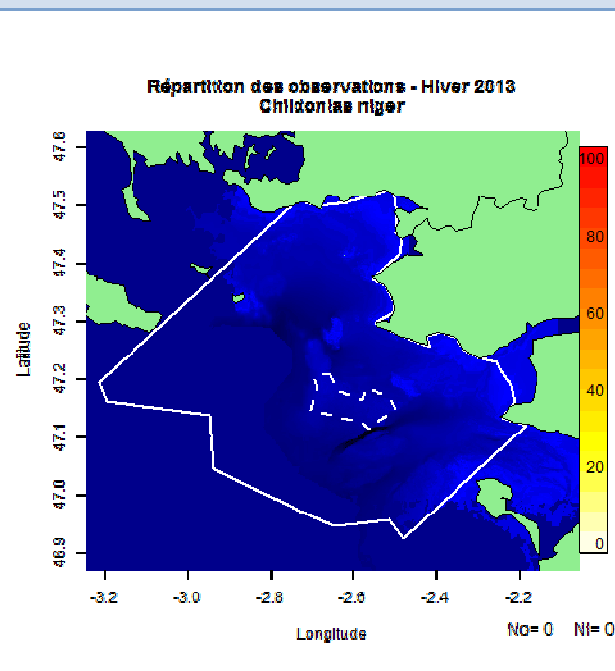 Répartition des observations - Hiver 2013
Chlidonias niger
47.6
47.5
47.4
47.3
47.2
47.1
47.0
46.9
Latitude
-3.2 -3.0 -2.8 -2.6 -2.4 -2.2
Longitude
100
80
60
40
20
0
No= 0 Ni= 0